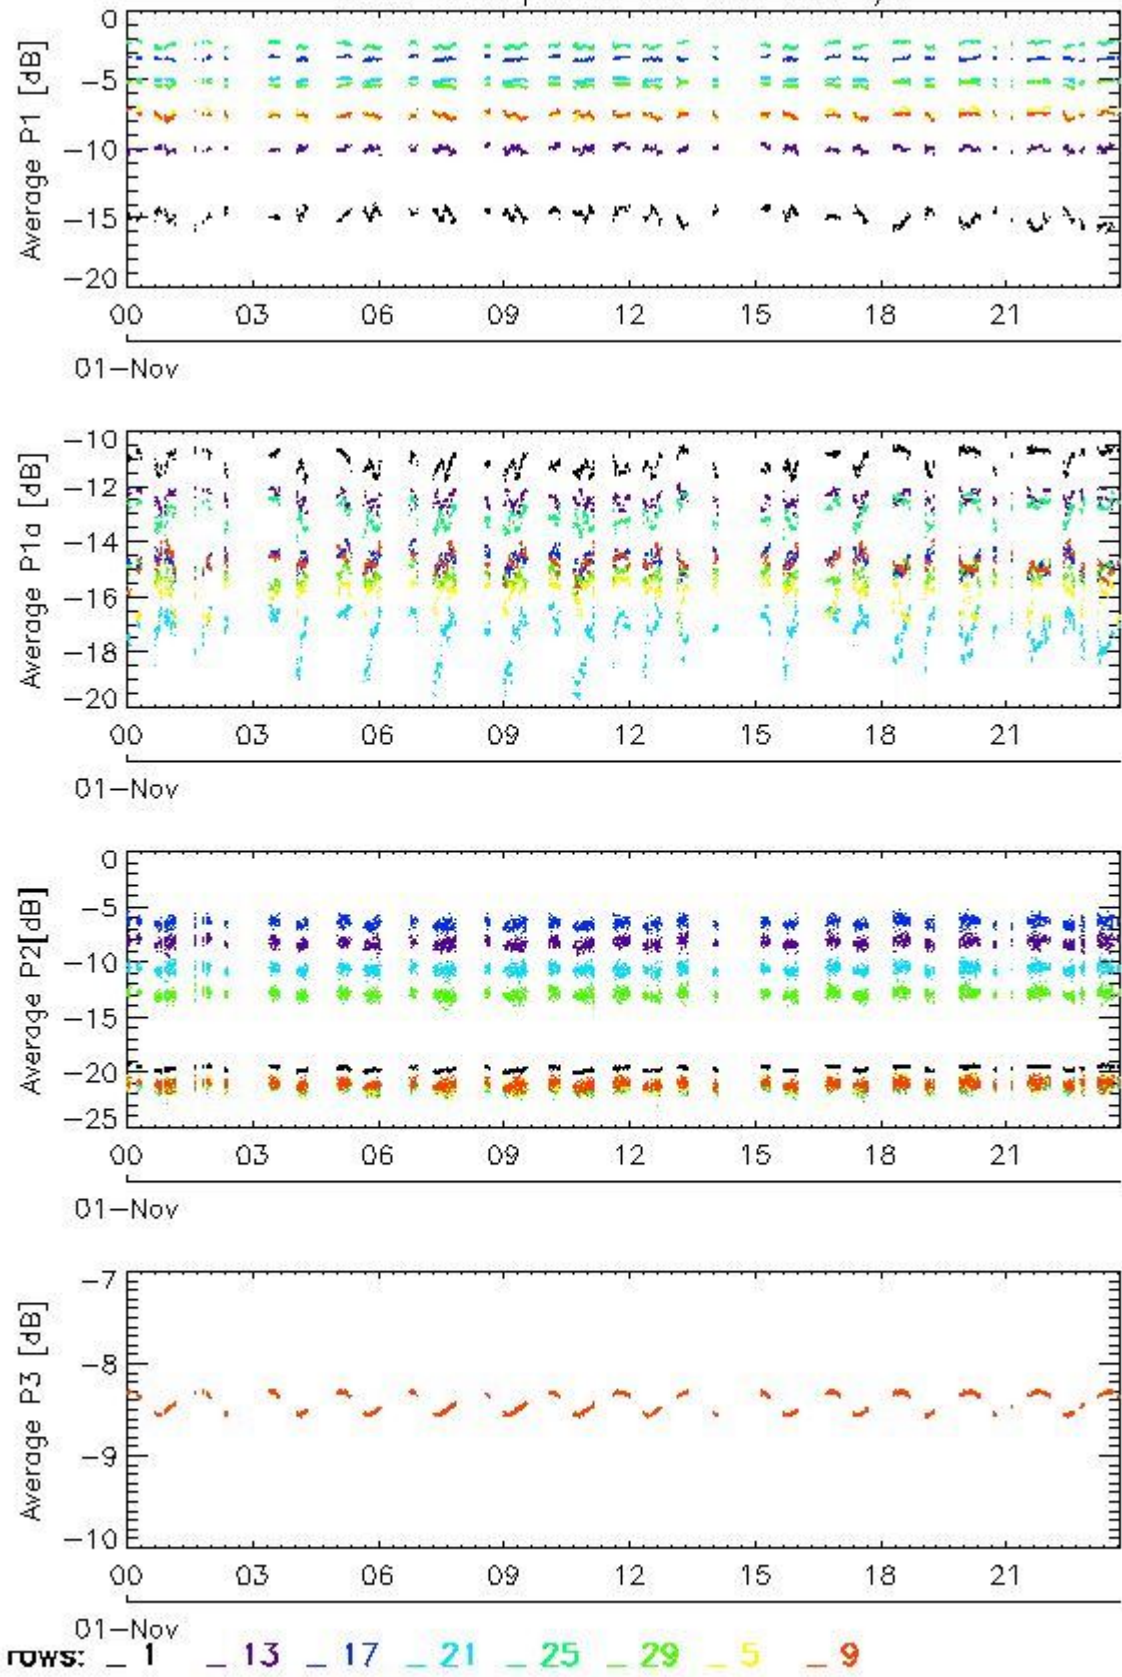 0
−5
−10
−15
−20
Average P1 [dB]
00 03 06 09 12 15 18 21
01−Nov
−10
−12
−14
−16
−18
−20
Average P1a [dB]
00 03 06 09 12 15 18 21
01−Nov
0
−5
−10
−15
−20
−25
Average P2[dB]
00 03 06 09 12 15 18 21
01−Nov
−7
−8
−9
−10
Average P3 [dB]
00 03 06 09 12 15 18 21
01−Nov
rows: _ 1 _ 13 _ 17 _ 21 _ 25 _ 29 _ 5 _ 9